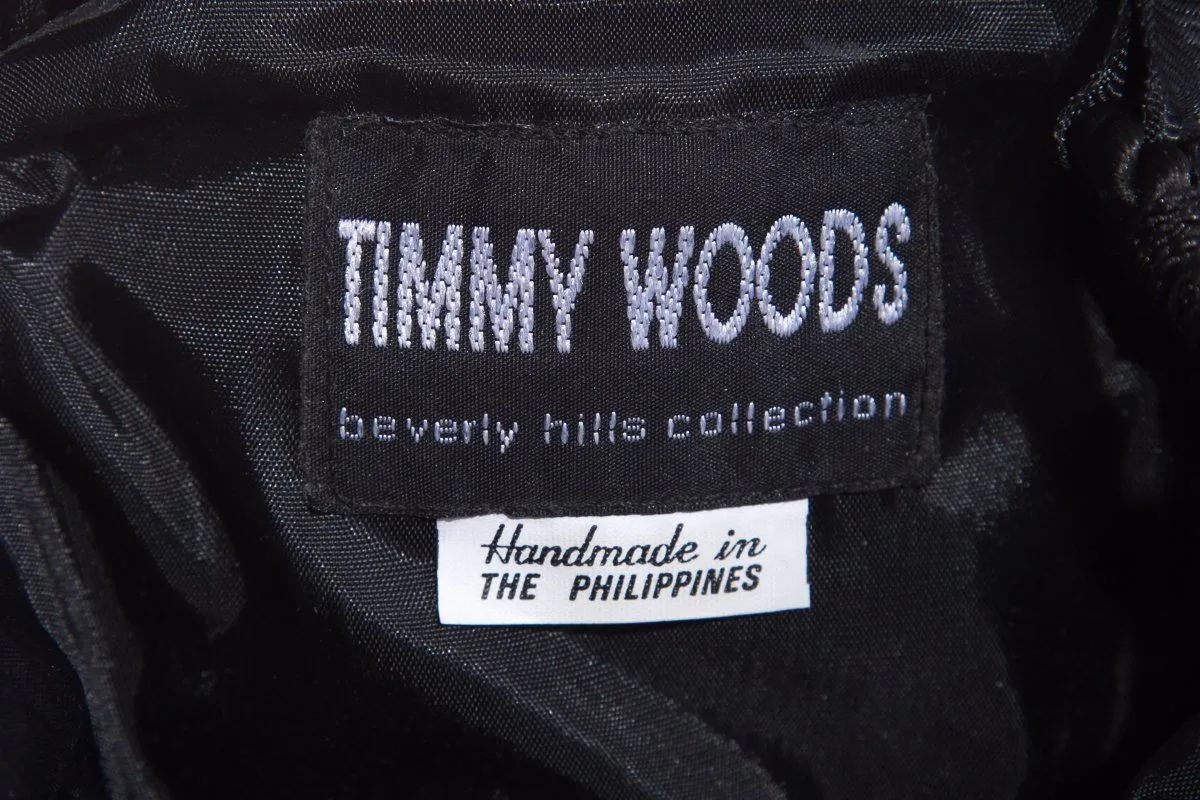 TIMMY WOODS
beverly hills collection
Handmade in
THE PHILIPPINES